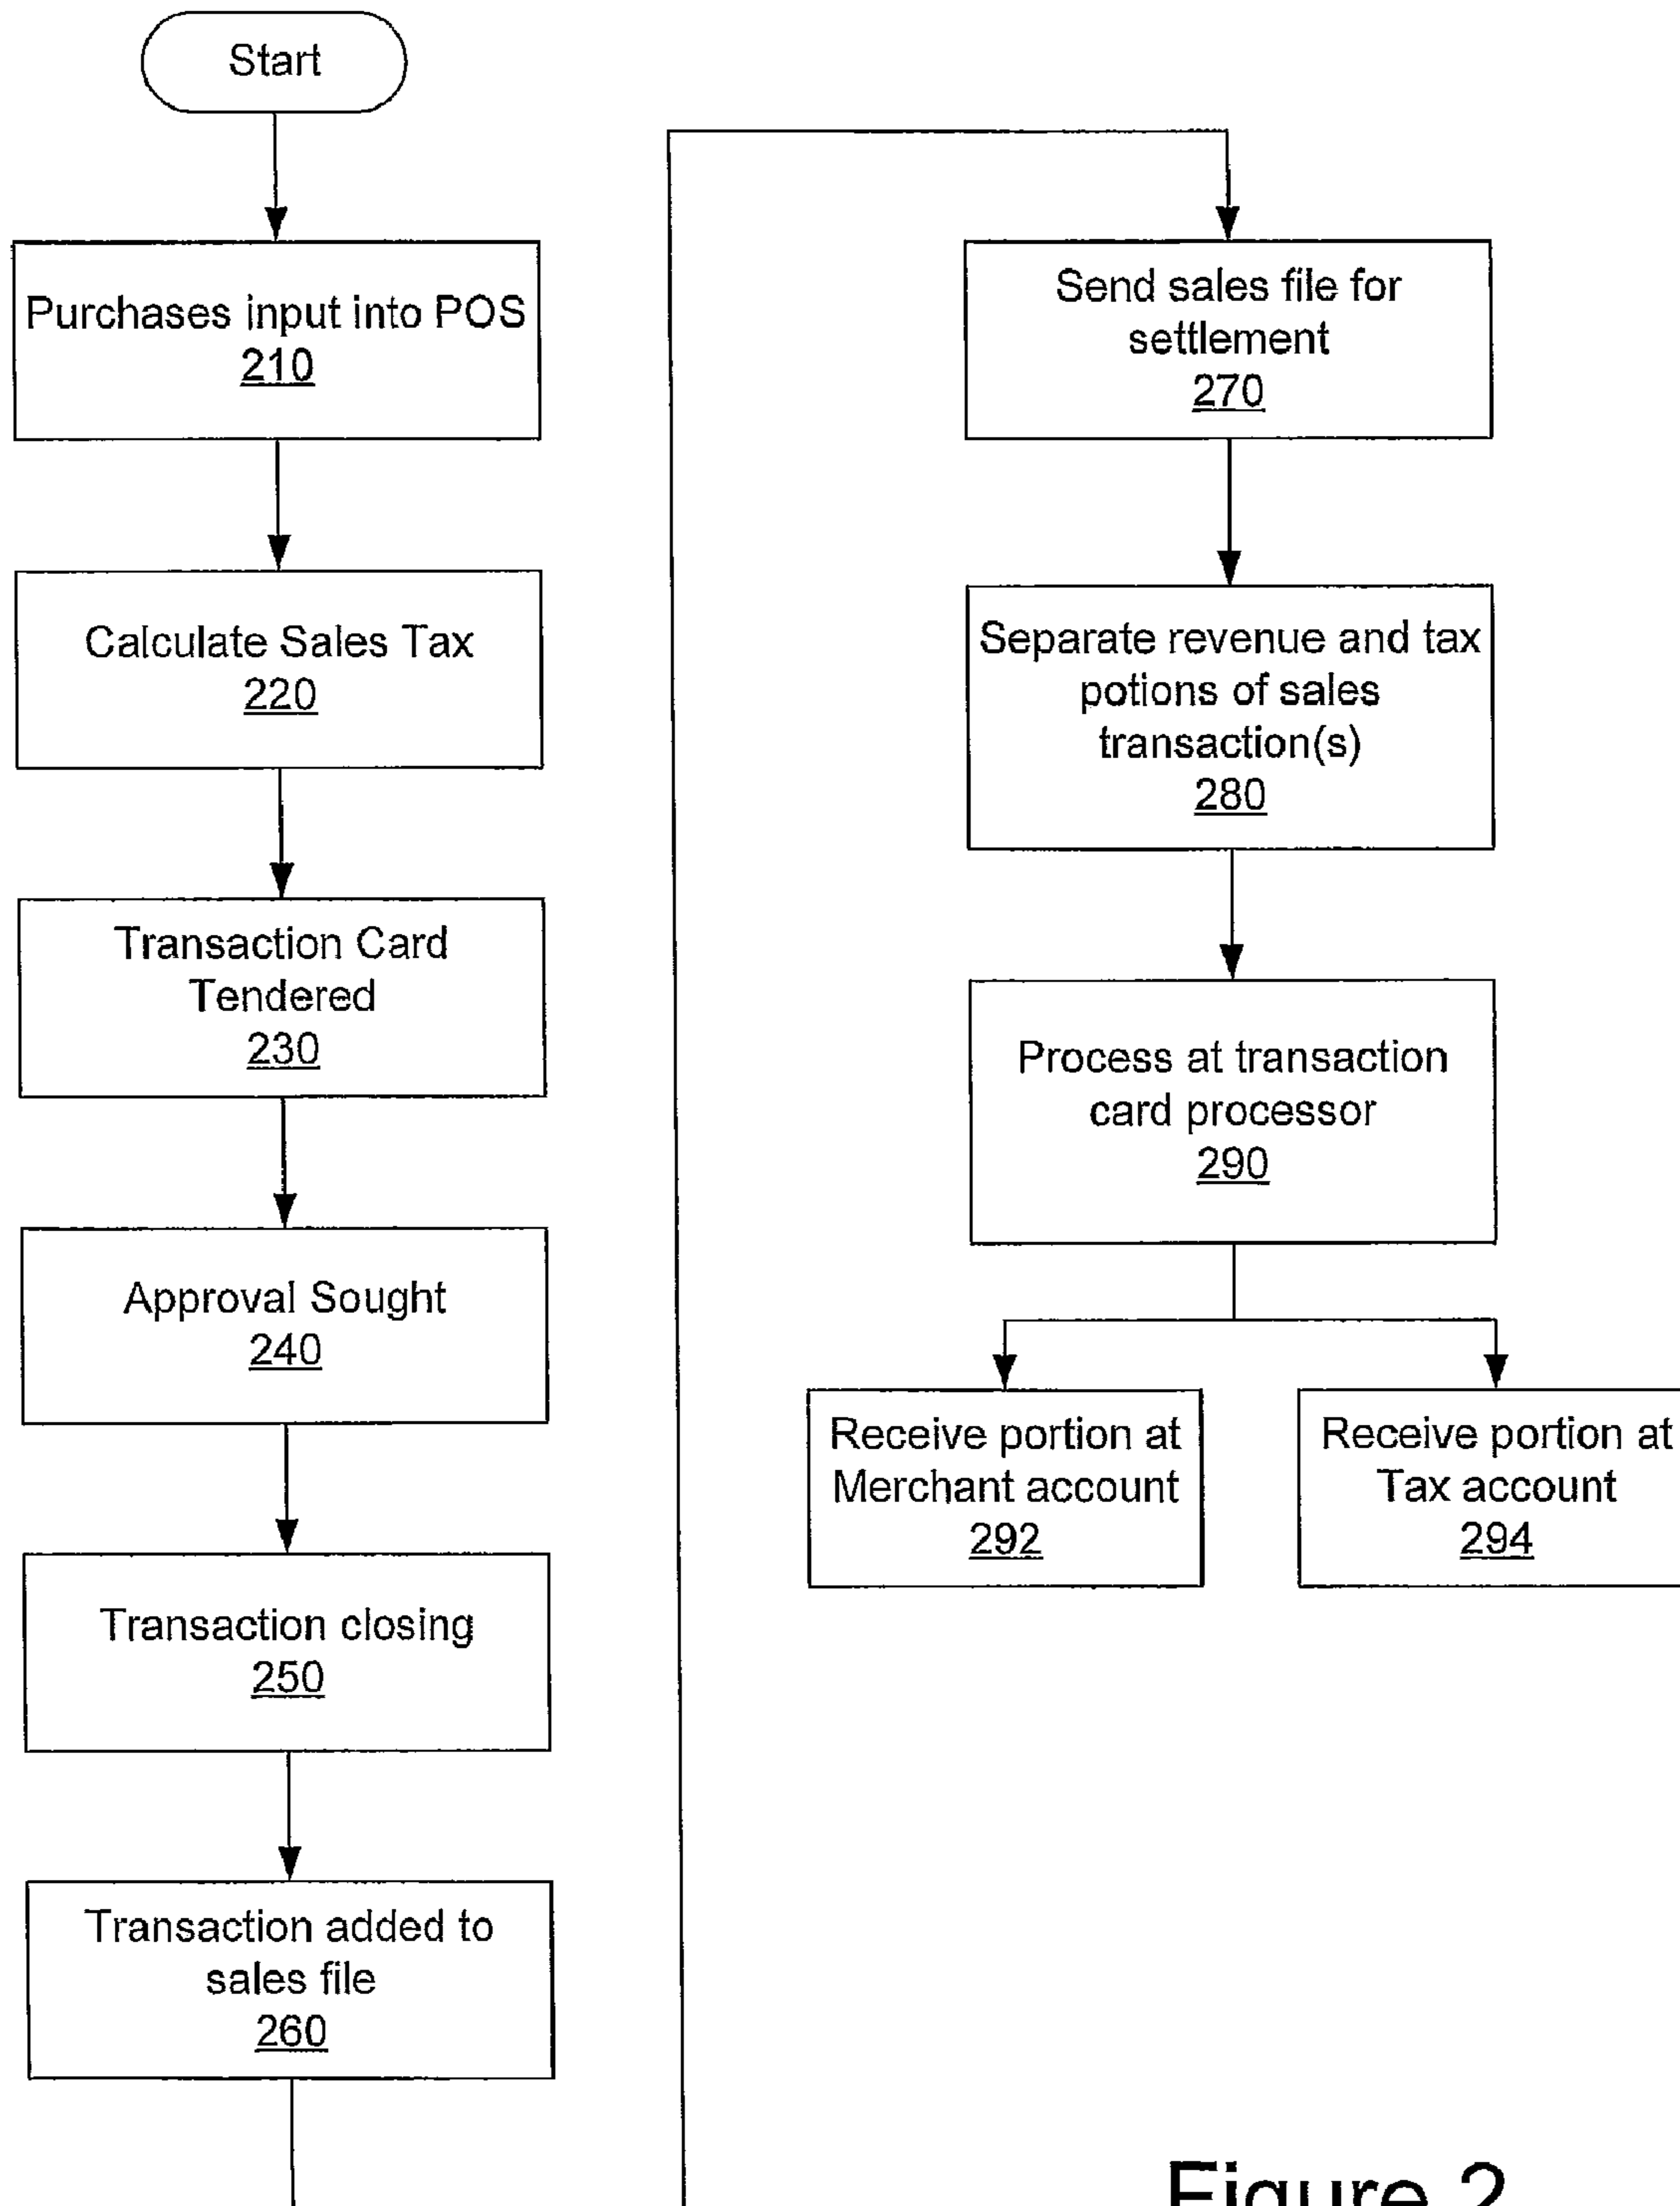 Start
Purchases input into POS
210
Calculate Sales Tax
220
Transaction Card
Tendered
230
Approval Sought
240
Transaction closing
250
Transaction added to
sales file
260
Send sales file for
settlement
270
Separate revenue and tax
potions of sales
transaction(s)
280
Process at transaction
card processor
290
Receive portion at
Merchant account
292
Receive portion at
Tax account
294
Figure 2